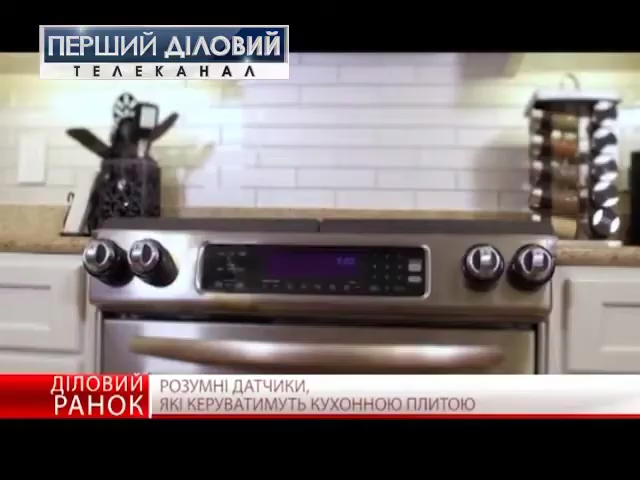 ПЕРШИЙ ДІЛОВИЙ
ТЕЛЕКАНАЛ
ДІЛОВИЙ
РАНОК
РОЗУМНІ ДАТЧИКИ,
ЯКІ КЕРУВАТИМУТЬ КУХОННОЮ ПЛИТОЮ